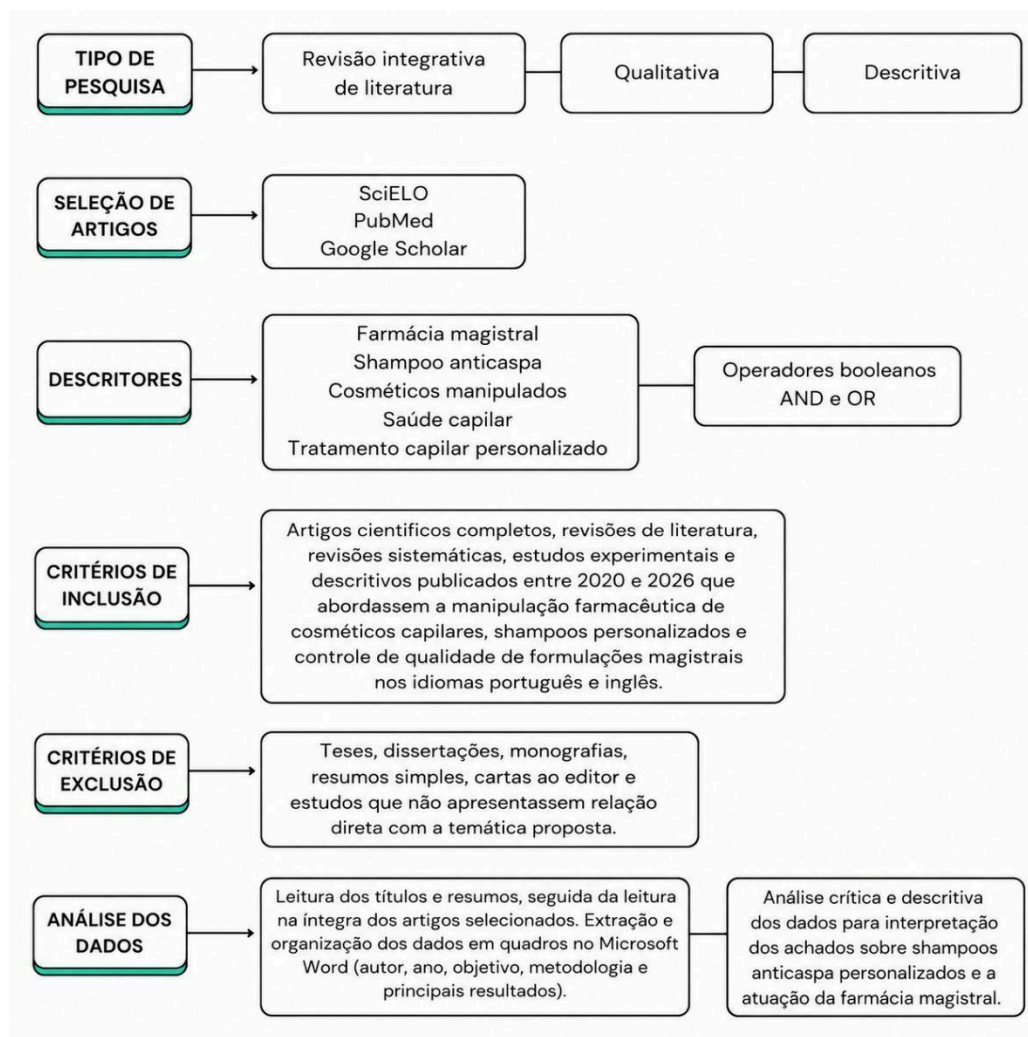 TIPO DE
PESQUISA
Revisão integrativa
de literatura
Qualitativa
Descritiva
SELEÇÃO DE
ARTIGOS
SciELO
PubMed
Google Scholar
DESCRITORES
Farmácia magistral
Shampoo anticaspa
Cosméticos manipulados
Saúde capilar
Tratamento capilar personalizado
Operadores booleanos
AND e OR
CRITÉRIOS DE
INCLUSÃO
Artigos cientificos completos, revisões de literatura,
revisões sistemáticas, estudos experimentais e
descritivos publicados entre 2020 e 2026 que
abordassem a manipulação farmacêutica de
cosméticos capilares, shampoos personalizados e
controle de qualidade de formulações magistrais
nos idiomas português e inglês.
CRITÉRIOS DE
EXCLUSÃO
Teses, dissertações, monografias,
resumos simples, cartas ao editor e
estudos que não apresentassem relação
direta com a temática proposta.
ANÁLISE DOS
DADOS
Leitura dos títulos e resumos, seguida da leitura
na íntegra dos artigos selecionados. Extração e
organização dos dados em quadros no Microsoft
Word (autor, ano, objetivo, metodologia e
principais resultados).
Análise crítica e descritiva
dos dados para interpretação
dos achados sobre shampoos
anticaspa personalizados e a
atuação da farmácia magistral.